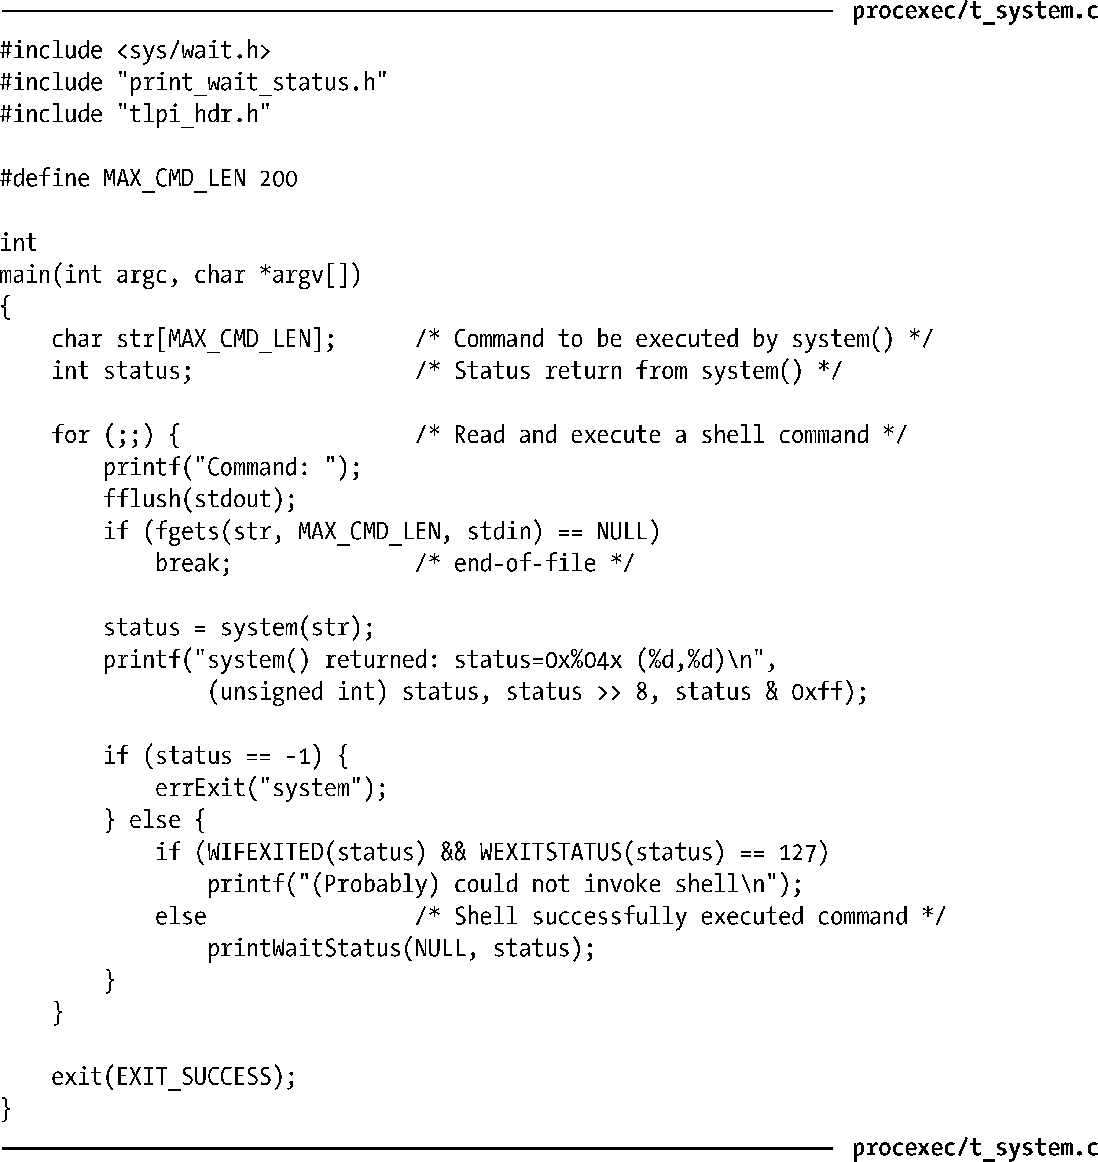 procexec/t_system.c
#include <sys/wait.h>
#include "print_wait_status.h"
#include "tlpi_hdr.h"
#define MAX_CMD_LEN 200
int
main(int argc, char *argv[])
{
    char str[MAX_CMD_LEN];      /* Command to be executed by system() */
    int status;                 /* Status return from system() */
    for (;;) {                  /* Read and execute a shell command */
        printf("Command: ");
        fflush(stdout);
        if (fgets(str, MAX_CMD_LEN, stdin) == NULL)
            break;              /* end-of-file */
        status = system(str);
        printf("system() returned: status=0x%04x (%d,%d)\n",
                (unsigned int) status, status >> 8, status & 0xff);
        if (status == -1) {
            errExit("system");
        } else {
            if (WIFEXITED(status) && WEXITSTATUS(status) == 127)
                printf("(Probably) could not invoke shell\n");
            else                /* Shell successfully executed command */
                printWaitStatus(NULL, status);
        }
    }
    exit(EXIT_SUCCESS);
}
procexec/t_system.c